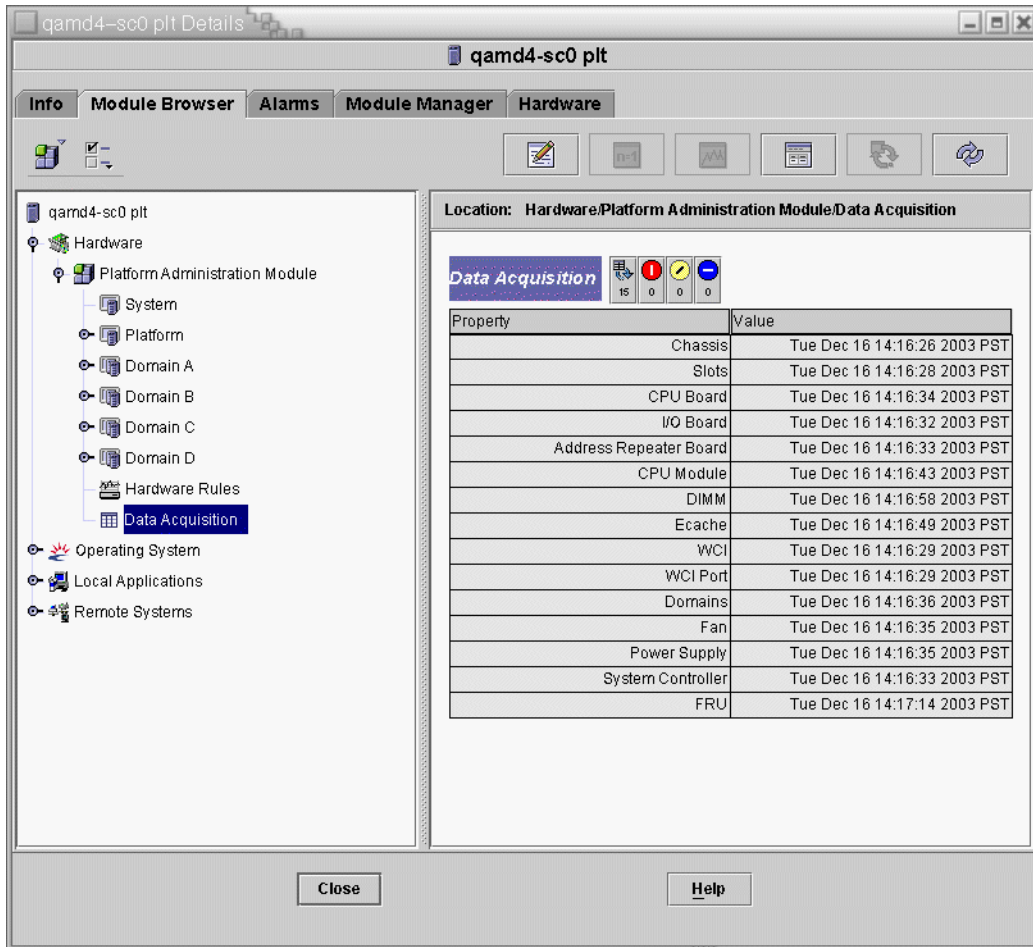 qamd4–sc0 plt Details
qamd4-sc0 plt
Info Module Browser Alarms Module Manager Hardware
n=1
qamd4-sc0 plt
Hardware
Platform Administration Module
System
Platform
Domain A
Domain B
Domain C
Domain D
Hardware Rules
Data Acquisition
Operating System
Local Applications
Remote Systems
Location: Hardware/Platform Administration Module/Data Acquisition
Data Acquisition 15 0 0 0
Property Value
Chassis Tue Dec 16 14:16:26 2003 PST
Slots Tue Dec 16 14:16:28 2003 PST
CPU Board Tue Dec 16 14:16:34 2003 PST
I/O Board Tue Dec 16 14:16:32 2003 PST
Address Repeater Board Tue Dec 16 14:16:33 2003 PST
CPU Module Tue Dec 16 14:16:43 2003 PST
DIMM Tue Dec 16 14:16:58 2003 PST
Ecache Tue Dec 16 14:16:49 2003 PST
WCI Tue Dec 16 14:16:29 2003 PST
WCI Port Tue Dec 16 14:16:29 2003 PST
Domains Tue Dec 16 14:16:36 2003 PST
Fan Tue Dec 16 14:16:35 2003 PST
Power Supply Tue Dec 16 14:16:35 2003 PST
System Controller Tue Dec 16 14:16:33 2003 PST
FRU Tue Dec 16 14:17:14 2003 PST
Close Help